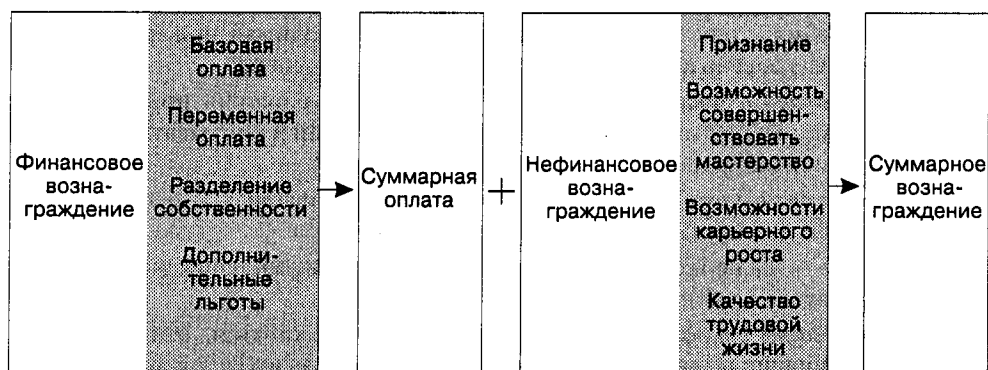 Финансовое
возна-
граждение
Базовая
оплата
Переменная
оплата
Разделение
собственности
Дополни-
тельные
льготы
Суммарная
оплата
+
Нефинансовое
возна-
граждение
Признание
Возможность
совершен-
ствовать
мастерство
Возможности
карьерного
роста
Качество
трудовой
жизни
Суммарное
возна-
граждение